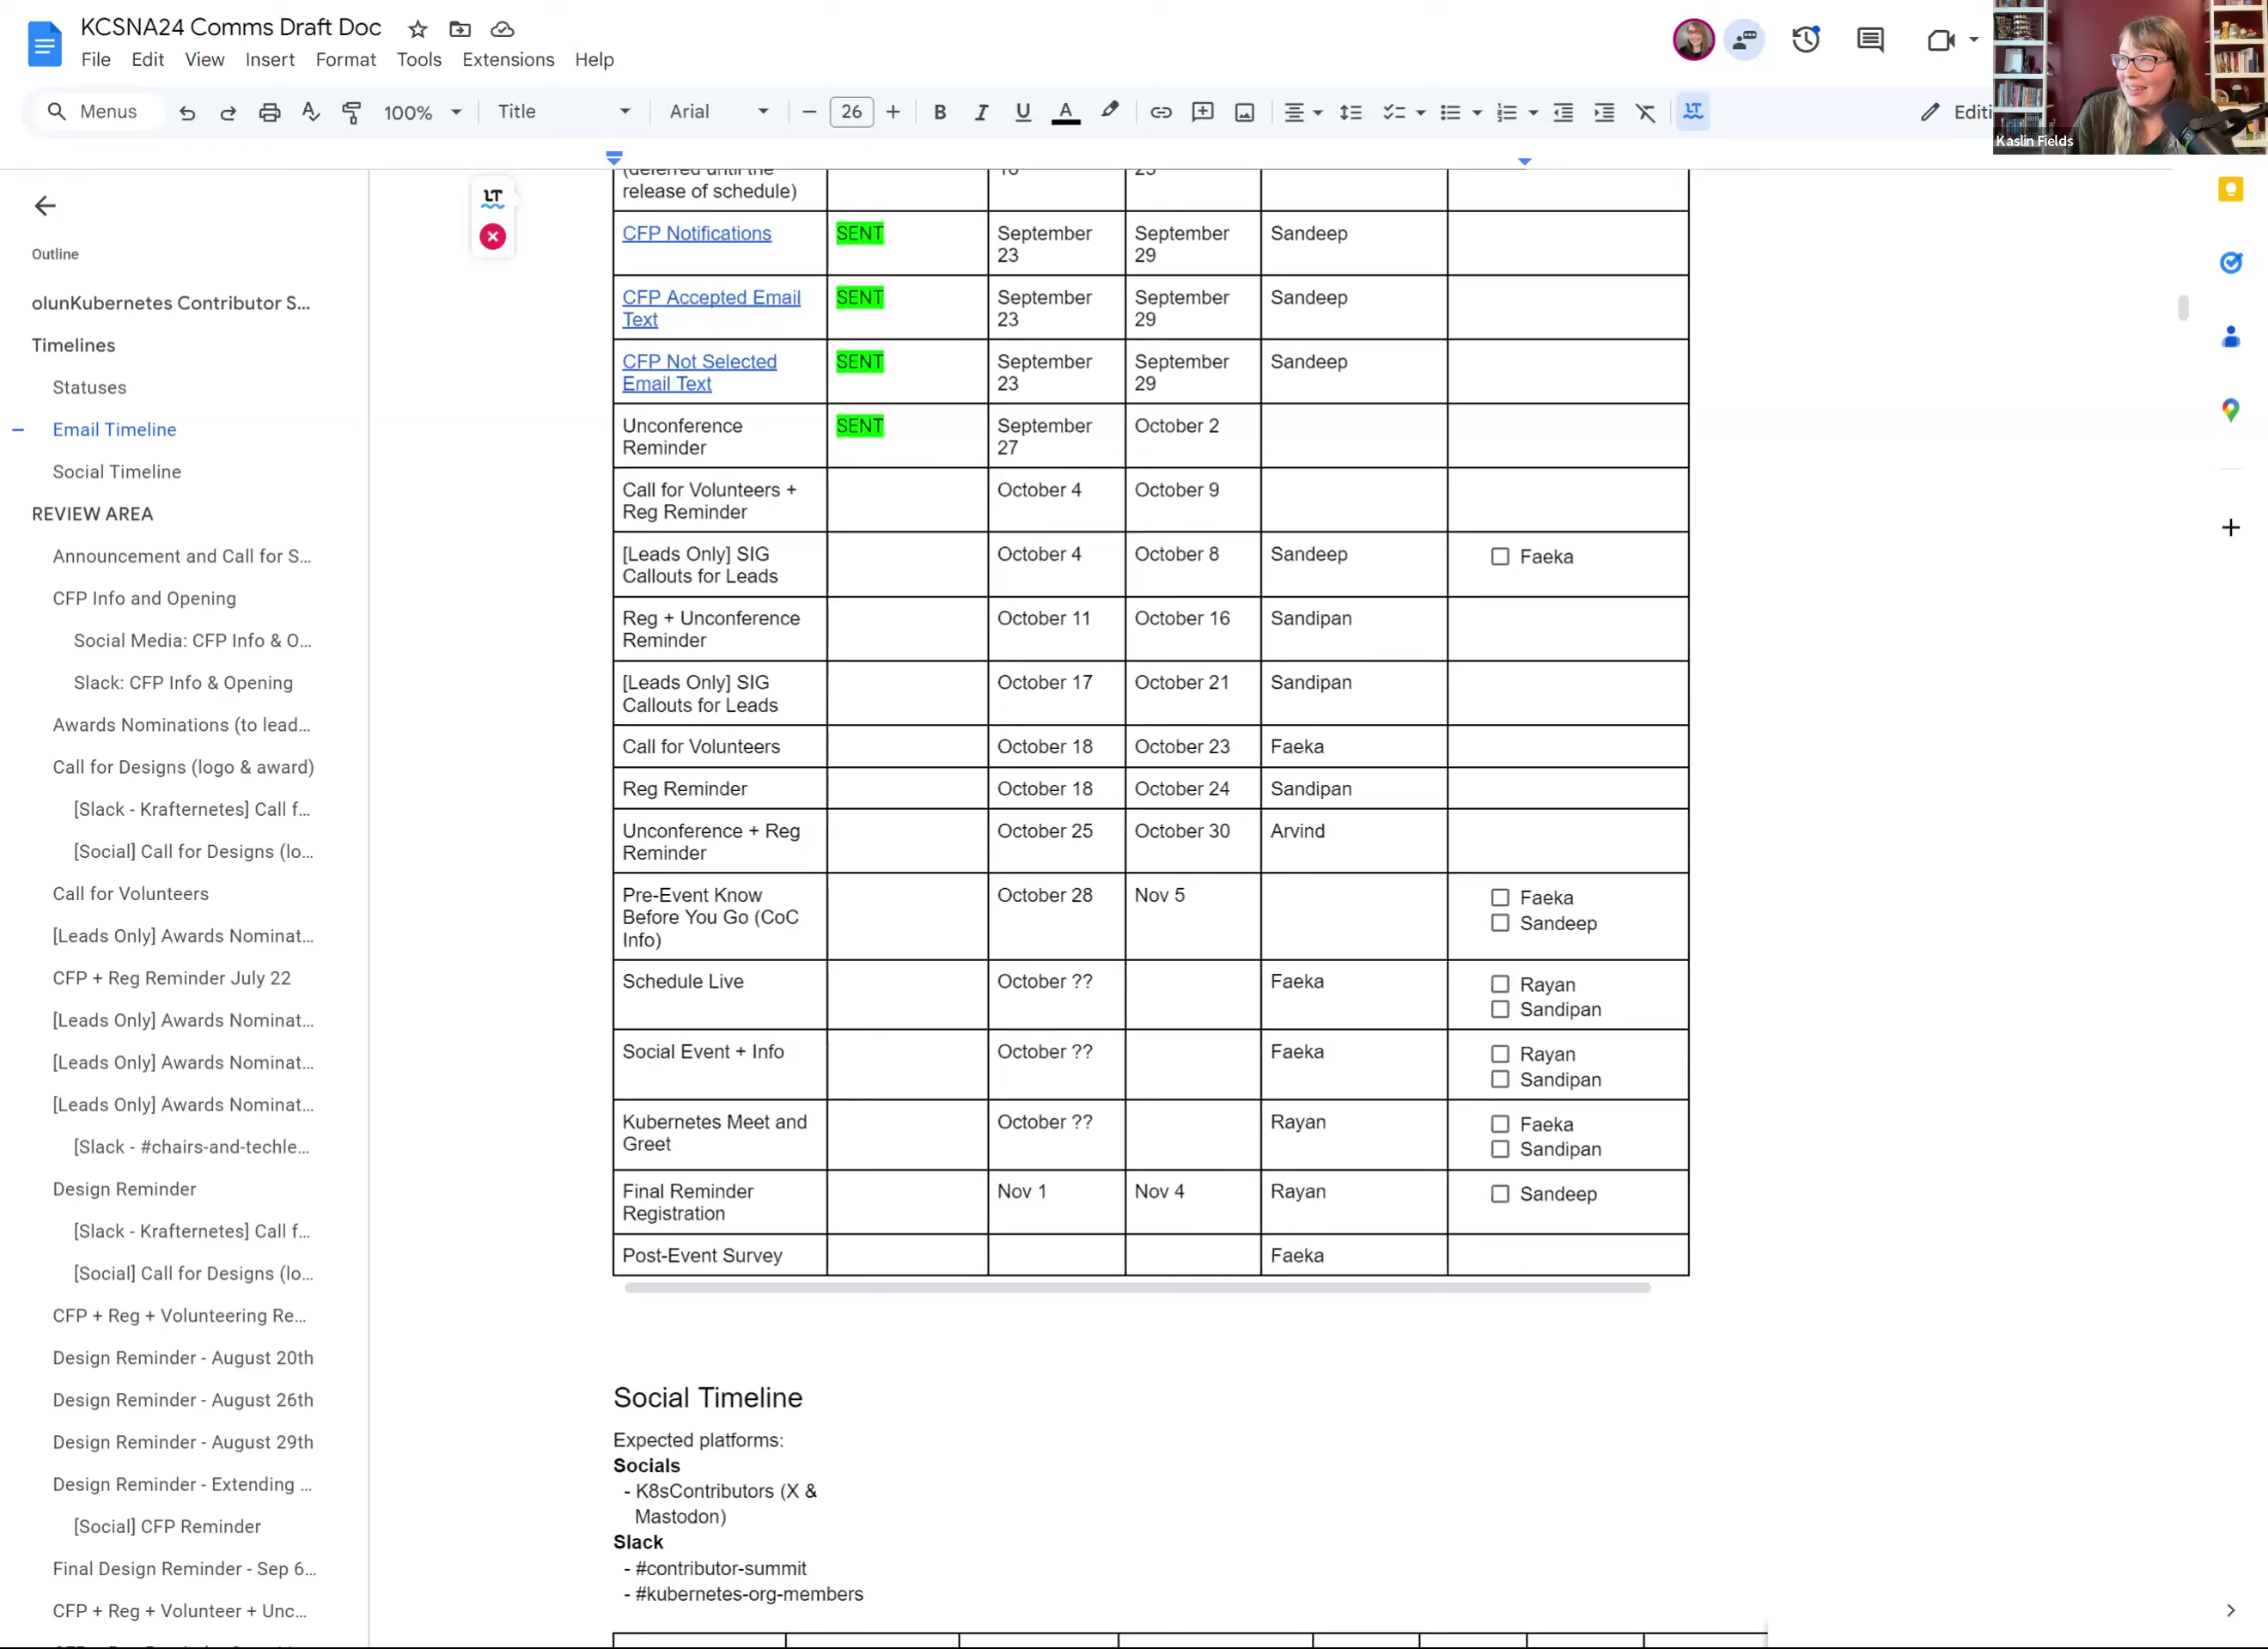 KCSNA24 Comms Draft Doc
File Edit View Insert Format Tools Extensions Help
Kaslin Fields
Menus 100% Title Arial 26 Editi
Outline
olunKubernetes Contributor S...
Timelines
Statuses
Email Timeline
Social Timeline
REVIEW AREA
Announcement and Call for S...
CFP Info and Opening
Social Media: CFP Info & O...
Slack: CFP Info & Opening
Awards Nominations (to lead...
Call for Designs (logo & award)
[Slack - Krafternetes] Call f...
[Social] Call for Designs (lo...
Call for Volunteers
[Leads Only] Awards Nominat...
CFP + Reg Reminder July 22
[Leads Only] Awards Nominat...
[Leads Only] Awards Nominat...
[Leads Only] Awards Nominat...
[Slack - #chairs-and-techle...
Design Reminder
[Slack - Krafternetes] Call f...
[Social] Call for Designs (lo...
CFP + Reg + Volunteering Re...
Design Reminder - August 20th
Design Reminder - August 26th
Design Reminder - August 29th
Design Reminder - Extending ...
[Social] CFP Reminder
Final Design Reminder - Sep 6...
CFP + Reg + Volunteer + Unc...
LT
(deferred until the
release of schedule)
CFP Notifications SENT September 23 September 29 Sandeep
CFP Accepted Email Text SENT September 23 September 29 Sandeep
CFP Not Selected Email Text SENT September 23 September 29 Sandeep
Unconference Reminder SENT September 27 October 2
Call for Volunteers + Reg Reminder October 4 October 9
[Leads Only] SIG Callouts for Leads October 4 October 8 Sandeep Faeka
Reg + Unconference Reminder October 11 October 16 Sandipan
[Leads Only] SIG Callouts for Leads October 17 October 21 Sandipan
Call for Volunteers October 18 October 23 Faeka
Reg Reminder October 18 October 24 Sandipan
Unconference + Reg Reminder October 25 October 30 Arvind
Pre-Event Know Before You Go (CoC Info) October 28 Nov 5 Faeka Sandeep
Schedule Live October ?? Faeka Rayan Sandipan
Social Event + Info October ?? Faeka Rayan Sandipan
Kubernetes Meet and Greet October ?? Rayan Faeka Sandipan
Final Reminder Registration Nov 1 Nov 4 Rayan Sandeep
Post-Event Survey Faeka
Social Timeline
Expected platforms:
Socials
- K8sContributors (X &
Mastodon)
Slack
- #contributor-summit
- #kubernetes-org-members